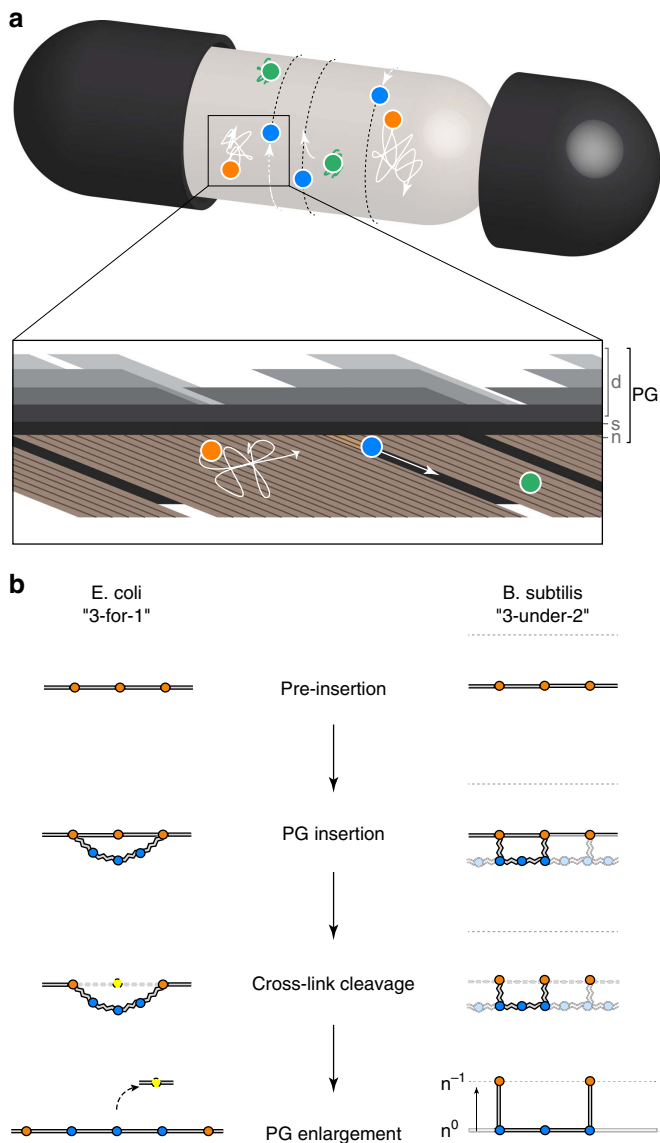 a
d
PG
s
n
b
E. coli
"3-for-1"
B. subtilis
"3-under-2"
Pre-insertion
PG insertion
Cross-link cleavage
n⁻¹
n⁰
PG enlargement